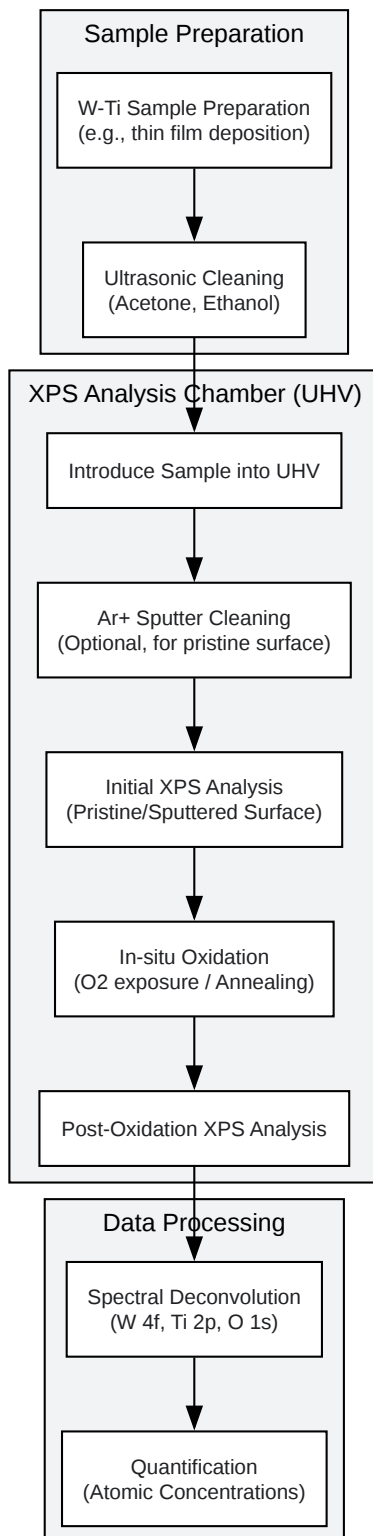 Sample Preparation
W-Ti Sample Preparation
(e.g., thin film deposition)
Ultrasonic Cleaning
(Acetone, Ethanol)
XPS Analysis Chamber (UHV)
Introduce Sample into UHV
Ar+ Sputter Cleaning
(Optional, for pristine surface)
Initial XPS Analysis
(Pristine/Sputtered Surface)
In-situ Oxidation
(O2 exposure / Annealing)
Post-Oxidation XPS Analysis
Data Processing
Spectral Deconvolution
(W 4f, Ti 2p, O 1s)
Quantification
(Atomic Concentrations)